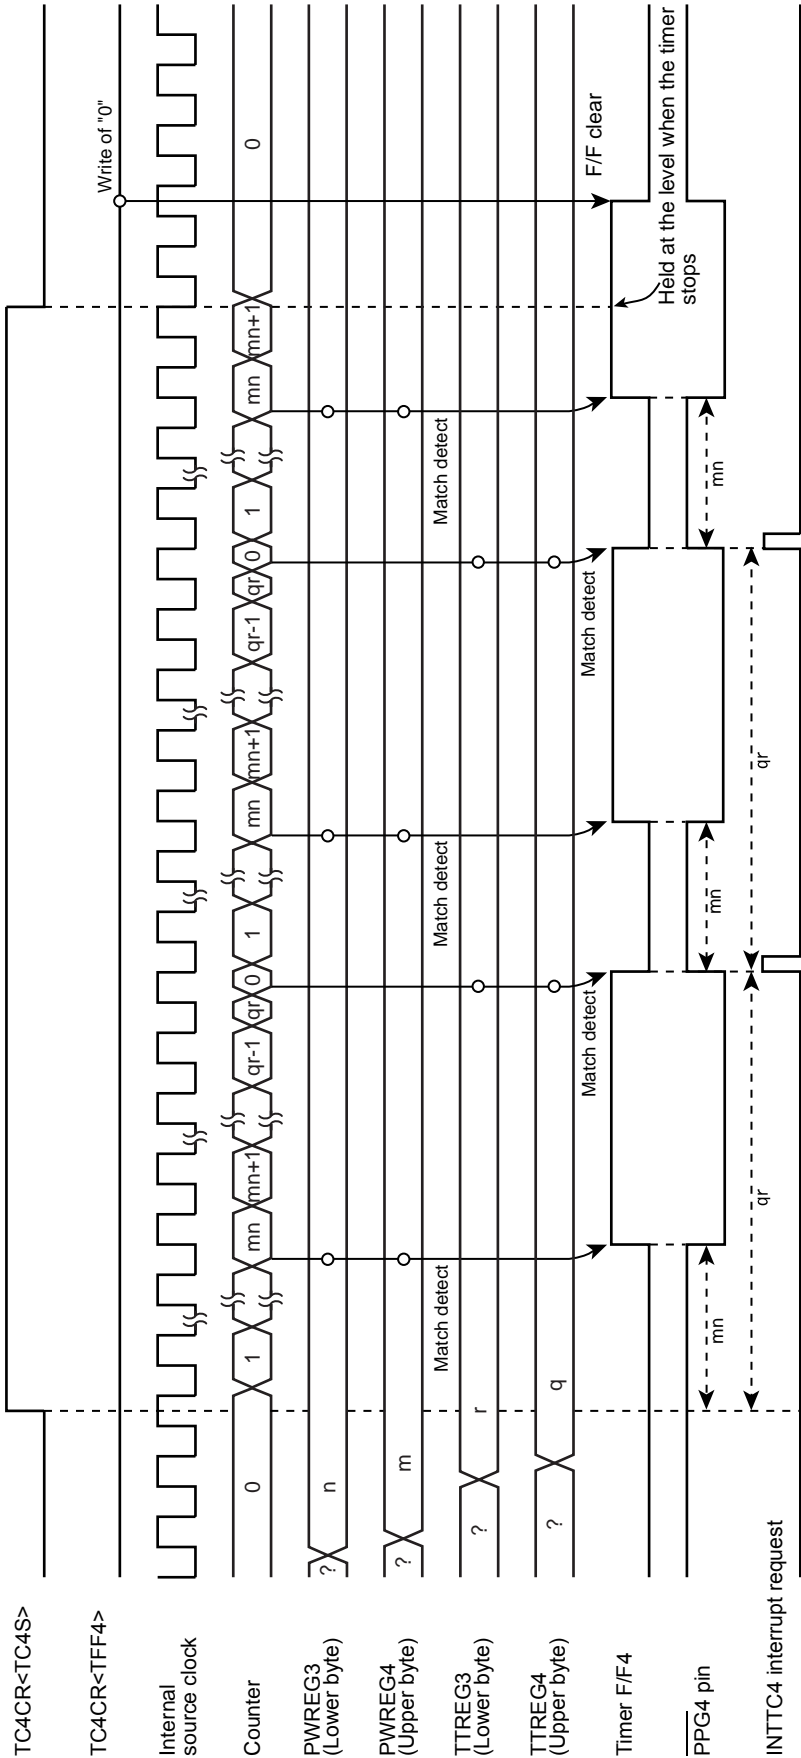 TC4CR<TC4S>
TC4CR<TFF4>
Write of "0"
Internal
source clock
Counter
0
1
mn
mn+1
qr-1
qr
0
1
mn
mn+1
qr-1
qr
0
1
mn
mn+1
0
PWREG3
(Lower byte)
?
n
PWREG4
(Upper byte)
?
m
Match detect
Match detect
Match detect
TTREG3
(Lower byte)
?
r
TTREG4
(Upper byte)
?
q
Match detect
Match detect
F/F clear
Timer F/F4
Held at the level when the timer
stops
PPG4 pin
mn
mn
mn
qr
qr
INTTC4 interrupt request